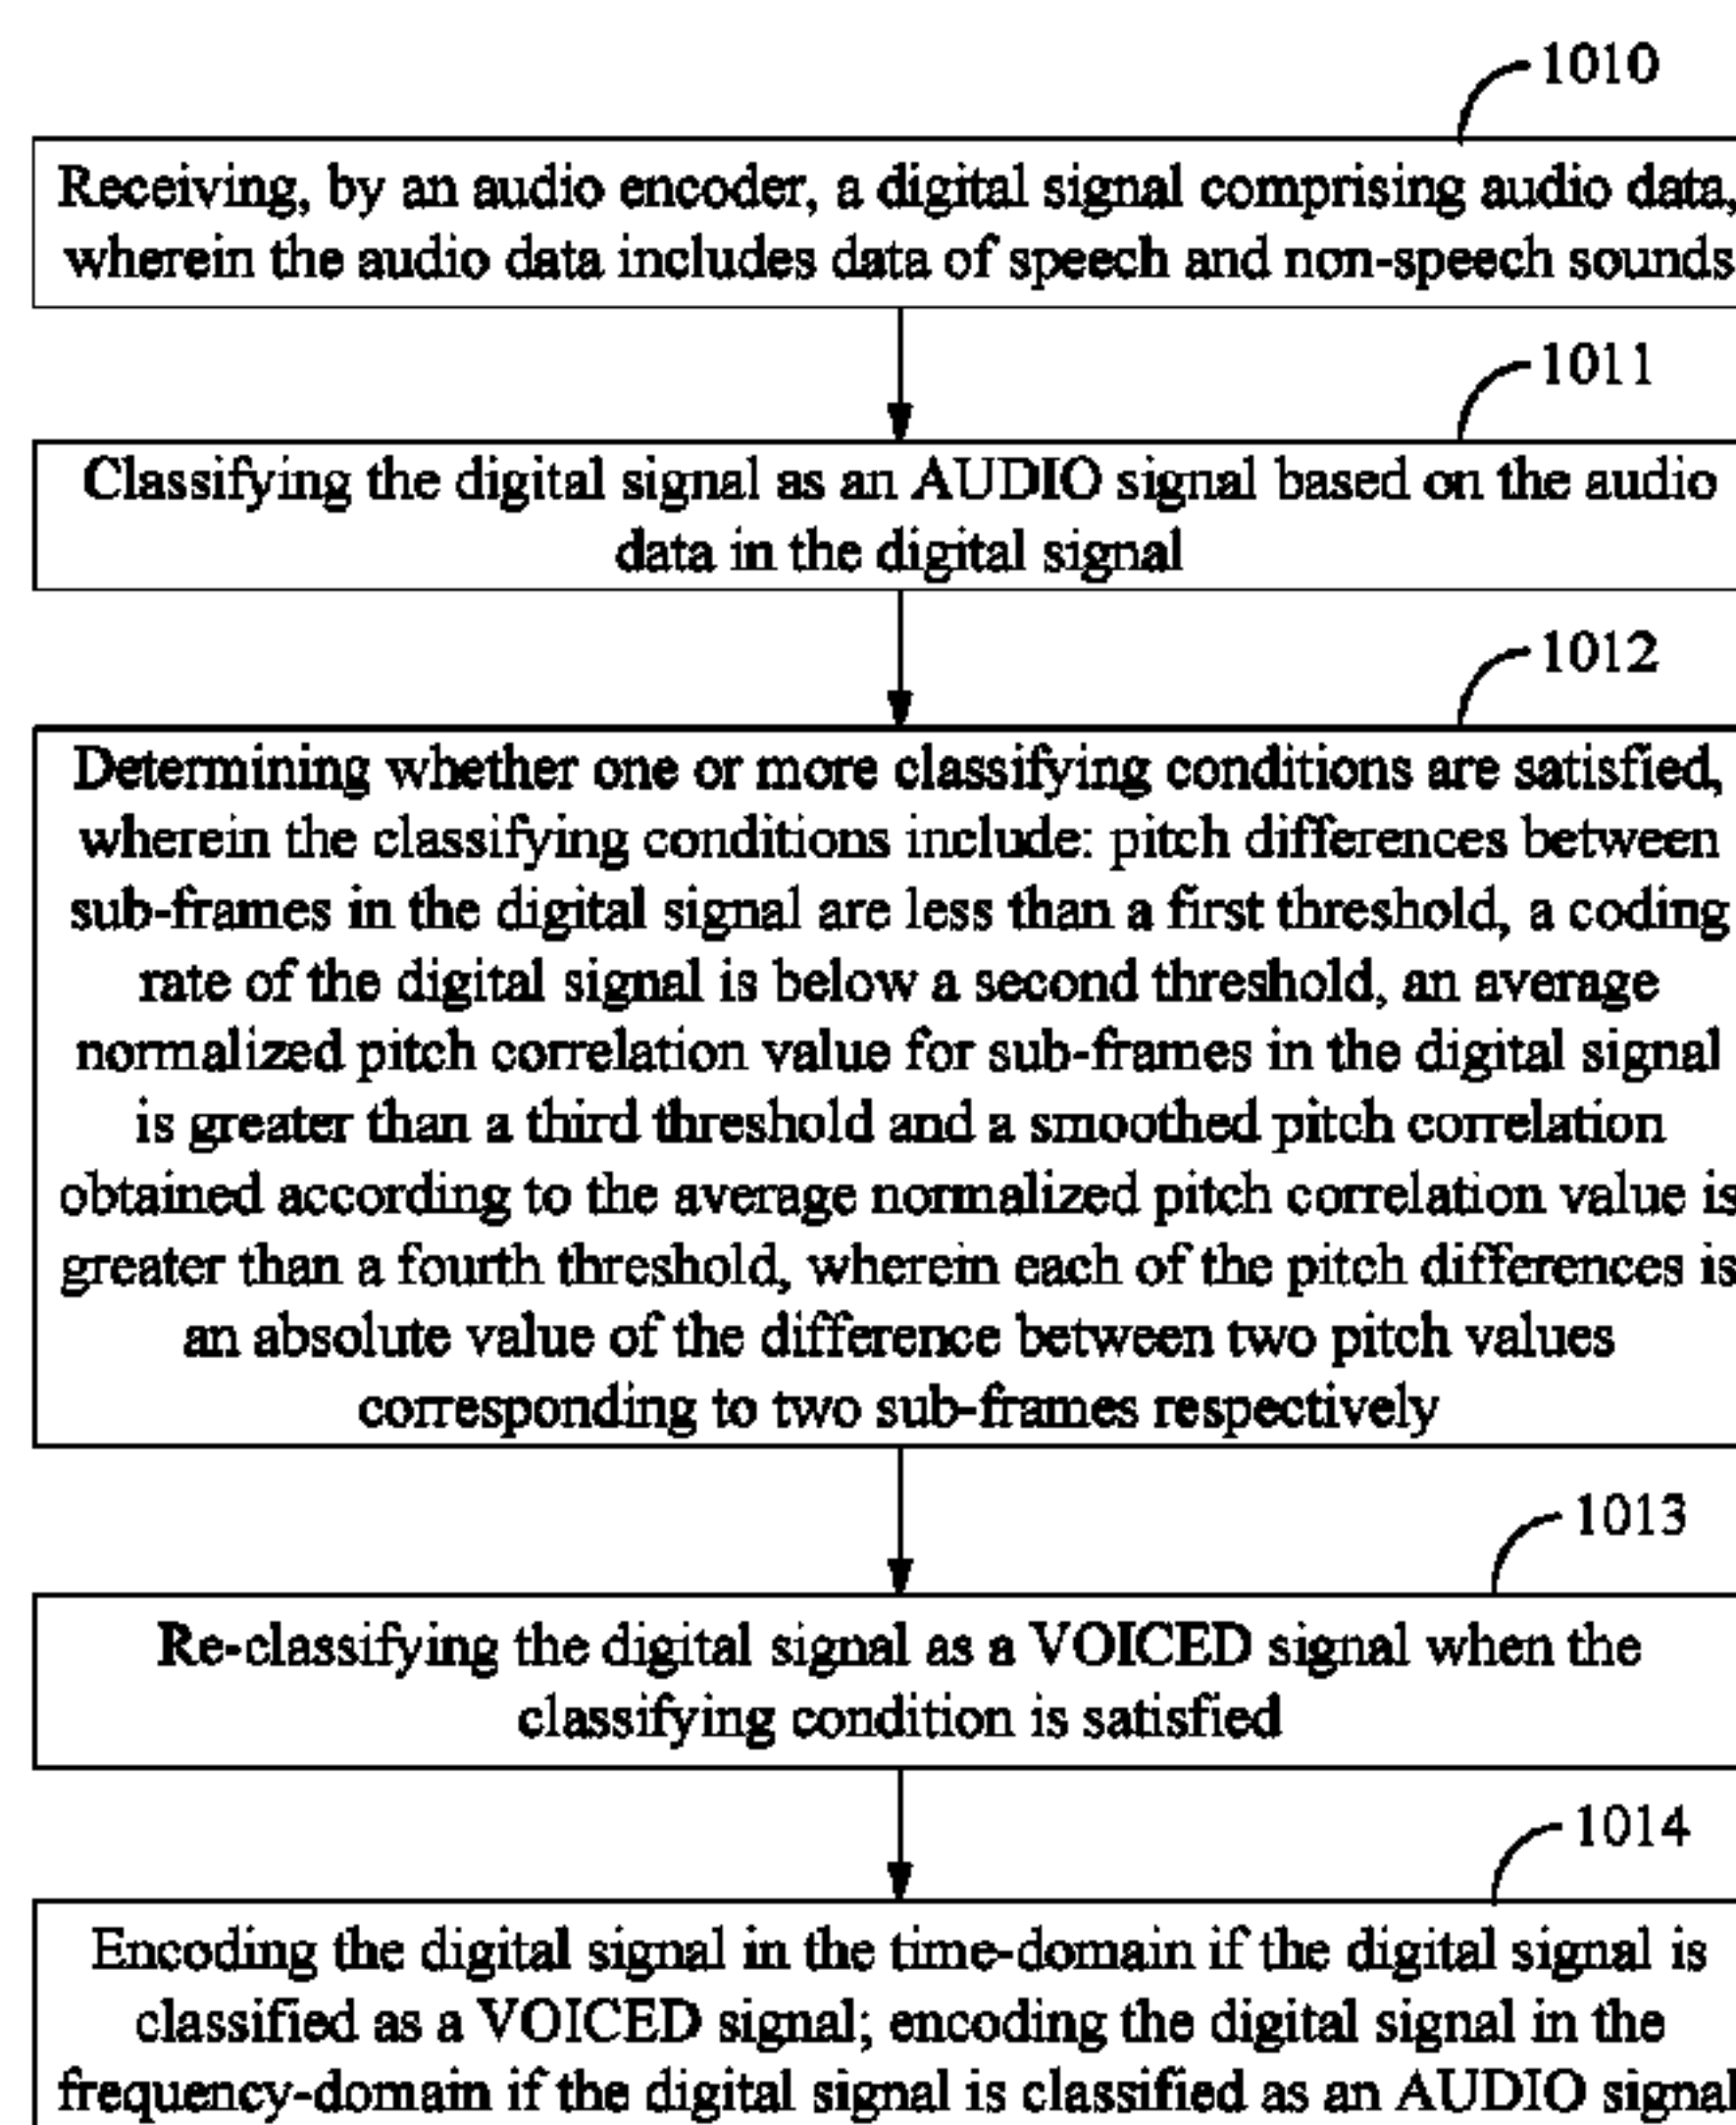 1010
Receiving, by an audio encoder, a digital signal comprising audio data,
wherein the audio data includes data of speech and non-speech sounds
1011
Classifying the digital signal as an AUDIO signal based on the audio
data in the digital signal
1012
Determining whether one or more classifying conditions are satisfied,
wherein the classifying conditions include: pitch differences between
sub-frames in the digital signal are less than a first threshold, a coding
rate of the digital signal is below a second threshold, an average
normalized pitch correlation value for sub-frames in the digital signal
is greater than a third threshold and a smoothed pitch correlation
obtained according to the average normalized pitch correlation value is
greater than a fourth threshold, wherein each of the pitch differences is
an absolute value of the difference between two pitch values
corresponding to two sub-frames respectively
1013
Re-classifying the digital signal as a VOICED signal when the
classifying condition is satisfied
1014
Encoding the digital signal in the time-domain if the digital signal is
classified as a VOICED signal; encoding the digital signal in the
frequency-domain if the digital signal is classified as an AUDIO signal